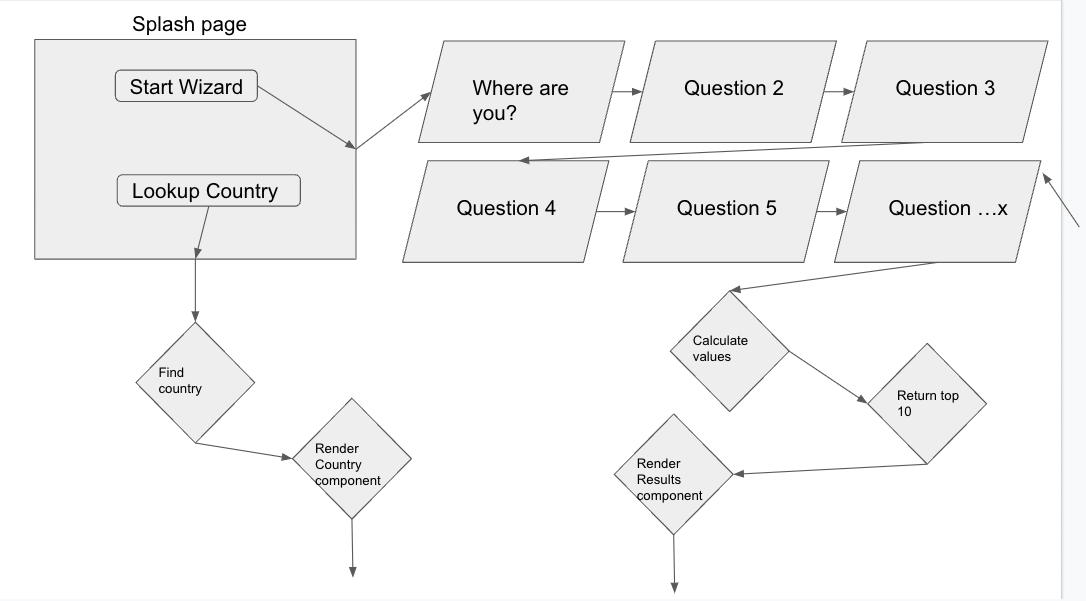 Splash page
Start Wizard
Lookup Country
Where are
you?
Question 2
Question 3
Question 4
Question 5
Question …x
Find
country
Render
Country
component
Calculate
values
Return top
10
Render
Results
component